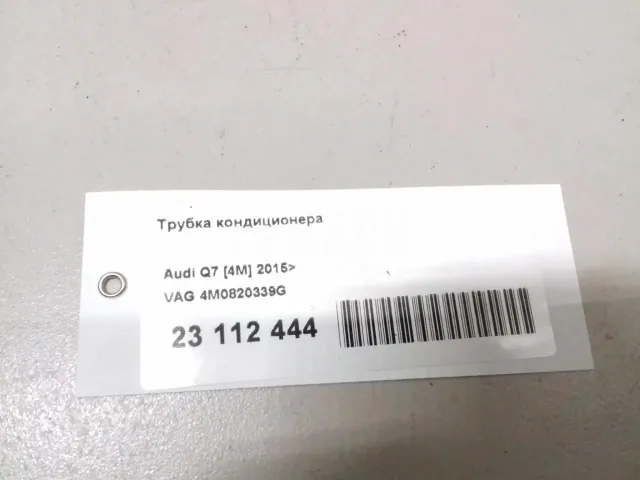 Трубка кондиционера
Audi Q7 [4M] 2015>
VAG 4M0820339G
23 112 444